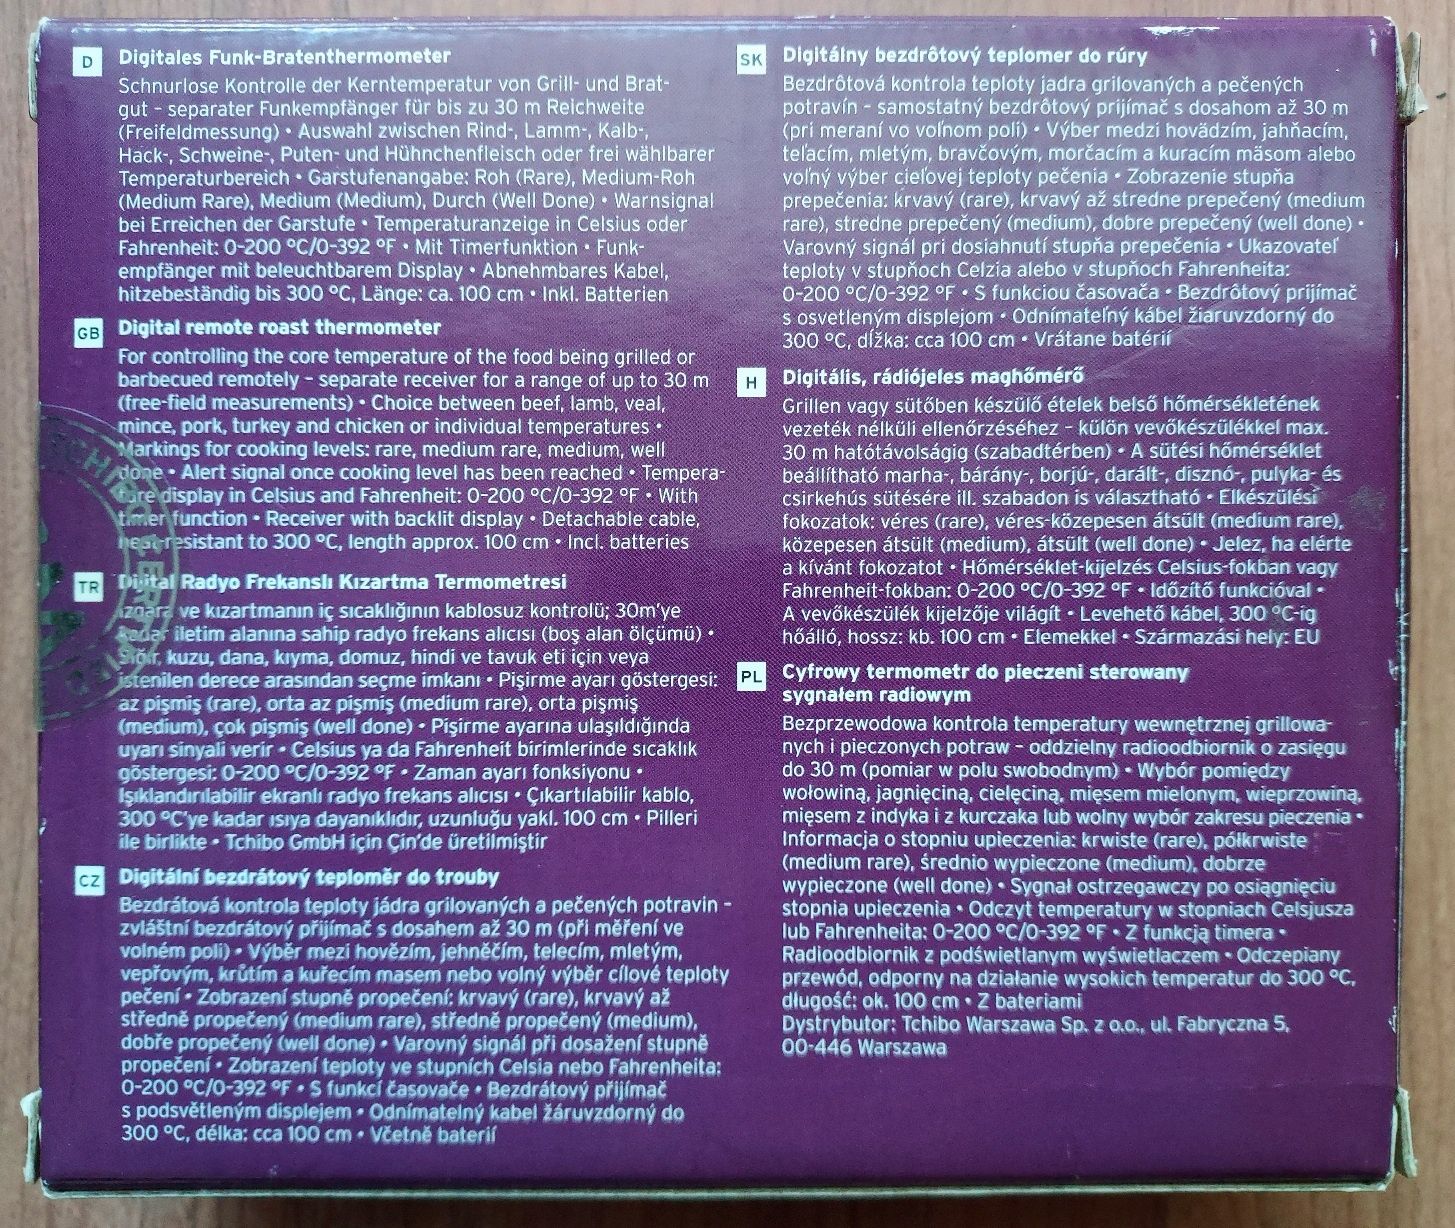 D
Digitales Funk-Bratenthermometer
Schnurlose Kontrolle der Kerntemperatur von Grill- und Brat-
gut – separater Funkempfänger für bis zu 30 m Reichweite
(Freifeldmessung) • Auswahl zwischen Rind-, Lamm-, Kalb-,
Hack-, Schweine-, Puten- und Hühnchenfleisch oder frei wählbarer
Temperaturbereich • Garstufenangabe: Roh (Rare), Medium-Roh
(Medium Rare), Medium (Medium), Durch (Well Done) • Warnsignal
bei Erreichen der Garstufe • Temperaturanzeige in Celsius oder
Fahrenheit: 0-200 °C/0-392 °F • Mit Timerfunktion • Funk-
empfänger mit beleuchtbarem Display • Abnehmbares Kabel,
hitzebeständig bis 300 °C, Länge: ca. 100 cm • Inkl. Batterien
GB
Digital remote roast thermometer
For controlling the core temperature of the food being grilled or
barbecued remotely – separate receiver for a range of up to 30 m
(free-field measurements) • Choice between beef, lamb, veal,
mince, pork, turkey and chicken or individual temperatures •
Markings for cooking levels: rare, medium rare, medium, well
done • Alert signal once cooking level has been reached • Tempera-
ture display in Celsius and Fahrenheit: 0-200 °C/0-392 °F • With
timer function • Receiver with backlit display • Detachable cable,
heat-resistant to 300 °C, length approx. 100 cm • Incl. batteries
TR
Dijital Radyo Frekanslı Kızartma Termometresi
Izgara ve kızartmanın iç sıcaklığının kablosuz kontrolü; 30m'ye
kadar iletim alanına sahip radyo frekans alıcısı (boş alan ölçümü) •
Sığır, kuzu, dana, kıyma, domuz, hindi ve tavuk eti için veya
istenilen derece arasından seçme imkanı • Pişirme ayarı göstergesi:
az pişmiş (rare), orta az pişmiş (medium rare), orta pişmiş
(medium), çok pişmiş (well done) • Pişirme ayarına ulaşıldığında
uyarı sinyali verir • Celsius ya da Fahrenheit birimlerinde sıcaklık
göstergesi: 0-200 °C/0-392 °F • Zaman ayarı fonksiyonu •
Işıklandırılabilir ekranlı radyo frekans alıcısı • Çıkartılabilir kablo,
300 °C'ye kadar ısıya dayanıklıdır, uzunluğu yakl. 100 cm • Pilleri
ile birlikte • Tchibo GmbH için Çin'de üretilmiştir
CZ
Digitální bezdrátový teploměr do trouby
Bezdrátová kontrola teploty jádra grilovaných a pečených potravin –
zvláštní bezdrátový přijímač s dosahem až 30 m (při měření ve
volném poli) • Výběr mezi hovězím, jehněčím, telecím, mletým,
vepřovým, krůtím a kuřecím masem nebo volný výběr cílové teploty
pečení • Zobrazení stupně propečení: krvavý (rare), krvavý až
středně propečený (medium rare), středně propečený (medium),
dobře propečený (well done) • Varovný signál při dosažení stupně
propečení • Zobrazení teploty ve stupních Celsia nebo Fahrenheita:
0-200 °C/0-392 °F • S funkcí časovače • Bezdrátový přijímač
s podsvětleným displejem • Odnímatelný kabel žáruvzdorný do
300 °C, délka: cca 100 cm • Včetně baterií
SK
Digitálny bezdrôtový teplomer do rúry
Bezdrôtová kontrola teploty jadra grilovaných a pečených
potravín – samostatný bezdrôtový prijímač s dosahom až 30 m
(pri meraní vo voľnom poli) • Výber medzi hovädzím, jahňacím,
teľacím, mletým, bravčovým, morčacím a kuracím mäsom alebo
voľný výber cieľovej teploty pečenia • Zobrazenie stupňa
prepečenia: krvavý (rare), krvavý až stredne prepečený (medium
rare), stredne prepečený (medium), dobre prepečený (well done) •
Varovný signál pri dosiahnutí stupňa prepečenia • Ukazovateľ
teploty v stupňoch Celzia alebo v stupňoch Fahrenheita:
0-200 °C/0-392 °F • S funkciou časovača • Bezdrôtový prijímač
s osvetleným displejom • Odnímateľný kábel žiaruvzdorný do
300 °C, dĺžka: cca 100 cm • Vrátane batérií
H
Digitális, rádiójeles maghőmérő
Grillen vagy sütőben készülő ételek belső hőmérsékletének
vezeték nélküli ellenőrzéséhez – külön vevőkészülékkel max.
30 m hatótávolságig (szabadtérben) • A sütési hőmérséklet
beállítható marha-, bárány-, borjú-, darált-, disznó-, pulyka- és
csirkehús sütésére ill. szabadon is választható • Elkészülési
fokozatok: véres (rare), véres-közepesen átsült (medium rare),
közepesen átsült (medium), átsült (well done) • Jelez, ha elérte
a kívánt fokozatot • Hőmérséklet-kijelzés Celsius-fokban vagy
Fahrenheit-fokban: 0-200 °C/0-392 °F • Időzítő funkcióval •
A vevőkészülék kijelzője világít • Levehető kábel, 300 °C-ig
hőálló, hossz: kb. 100 cm • Elemekkel • Származási hely: EU
PL
Cyfrowy termometr do pieczeni sterowany
sygnałem radiowym
Bezprzewodowa kontrola temperatury wewnętrznej grillowa-
nych i pieczonych potraw – oddzielny radioodbiornik o zasięgu
do 30 m (pomiar w polu swobodnym) • Wybór pomiędzy
wołowiną, jagnięciną, cielęciną, mięsem mielonym, wieprzowiną,
mięsem z indyka i z kurczaka lub wolny wybór zakresu pieczenia •
Informacja o stopniu upieczenia: krwiste (rare), półkrwiste
(medium rare), średnio wypieczone (medium), dobrze
wypieczone (well done) • Sygnał ostrzegawczy po osiągnięciu
stopnia upieczenia • Odczyt temperatury w stopniach Celsjusza
lub Fahrenheita: 0-200 °C/0-392 °F • Z funkcją timera •
Radioodbiornik z podświetlanym wyświetlaczem • Odczepiany
przewód, odporny na działanie wysokich temperatur do 300 °C,
długość: ok. 100 cm • Z bateriami
Dystrybutor: Tchibo Warszawa Sp. z o.o., ul. Fabryczna 5,
00-446 Warszawa